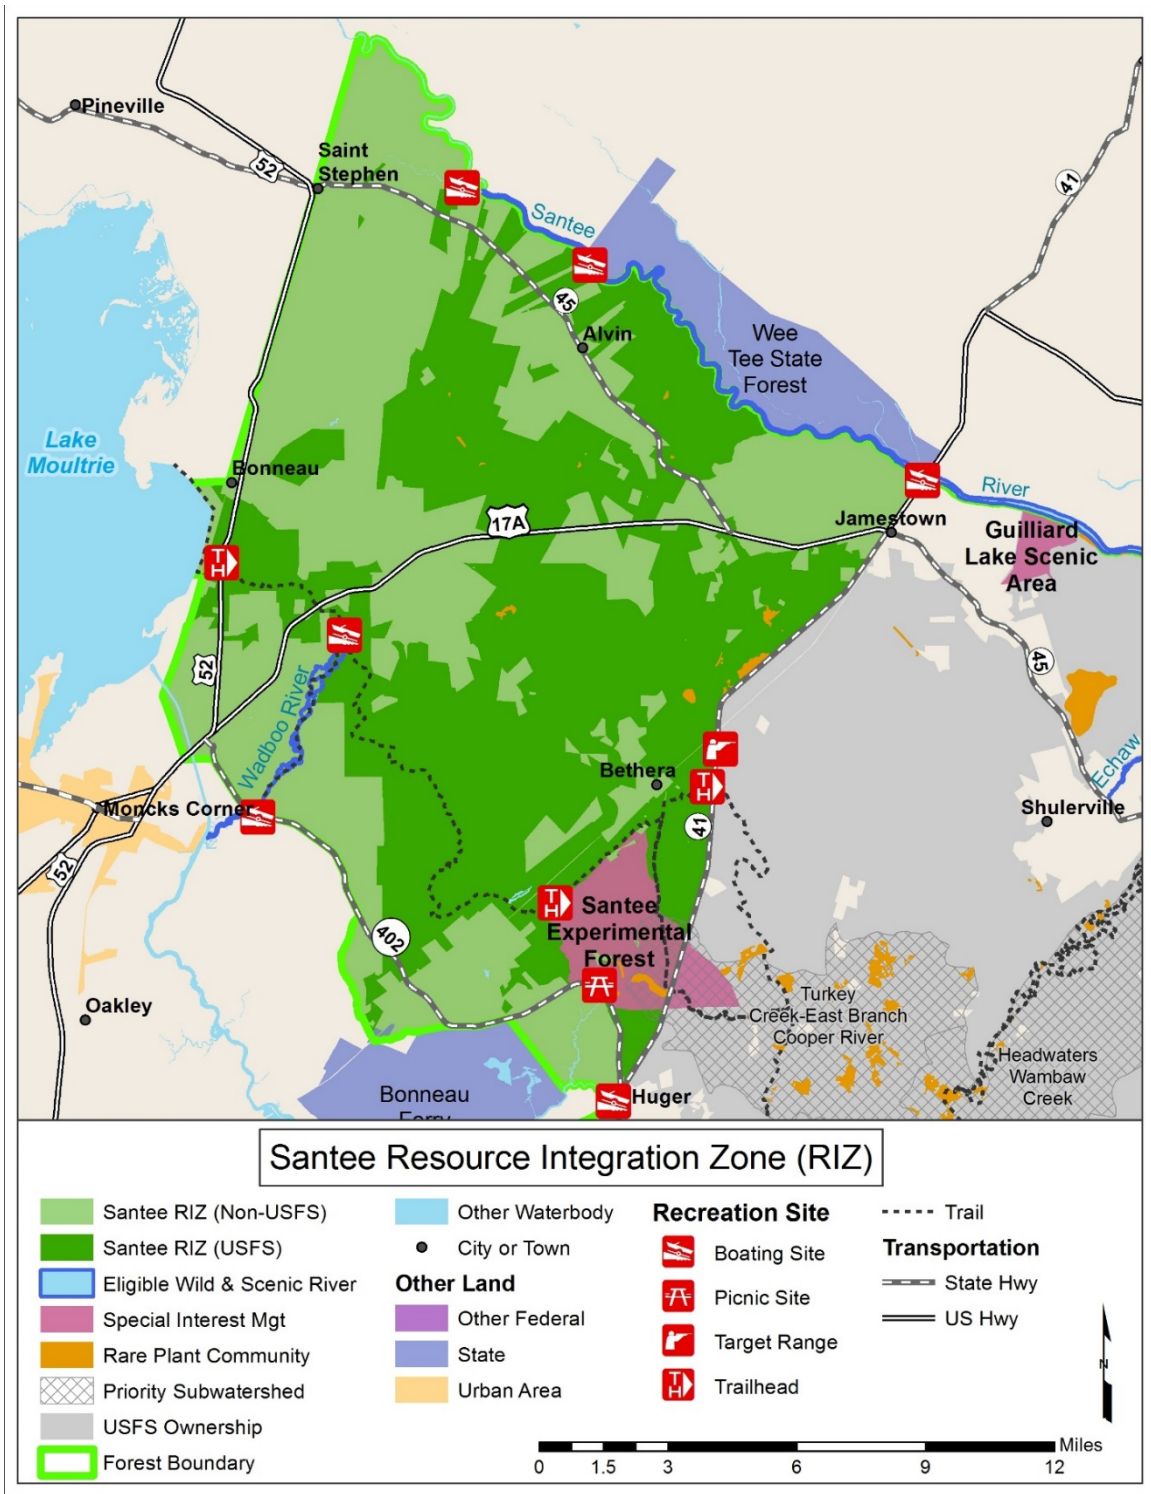 Pineville
Saint
Stephen
52
41
Santee
45
Alvin
Wee
Tee State
Forest
Lake
Moultrie
Bonneau
River
17A
Jamestown
Guilliard
Lake Scenic
Area
T
H
52
45
Wadboo River
Echaw
Bethera
Moncks Corner
T
H
Shulerville
41
52
T
H
Santee
Experimental
Forest
402
Oakley
Turkey
Creek-East Branch
Cooper River
Headwaters
Wambaw
Creek
Bonneau
Ferry
Huger
Santee Resource Integration Zone (RIZ)
Santee RIZ (Non-USFS)
Santee RIZ (USFS)
Eligible Wild & Scenic River
Special Interest Mgt
Rare Plant Community
Priority Subwatershed
USFS Ownership
Forest Boundary
Other Waterbody
City or Town
Other Land
Other Federal
State
Urban Area
Recreation Site
Boating Site
Picnic Site
Target Range
T
H
Trailhead
Trail
Transportation
State Hwy
US Hwy
N
Miles
0 1.5 3 6 9 12